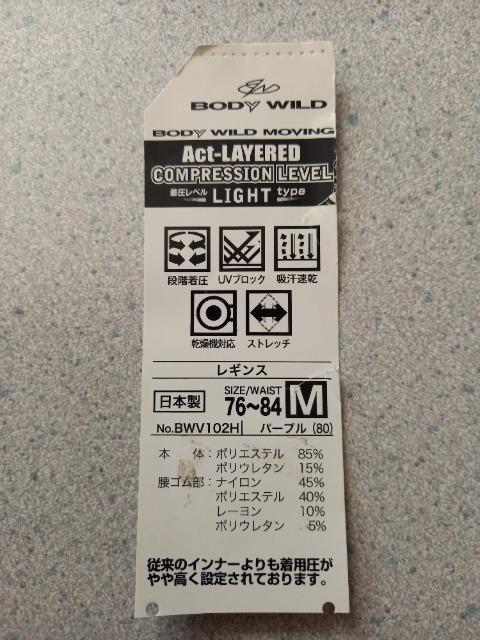 BODY WILD
BODY WILD MOVING
Act-LAYERED
COMPRESSION LEVEL
着圧レベル LIGHT type
段階着圧 UVブロック 吸汗速乾
乾燥機対応 ストレッチ
レギンス
日本製 SIZE/WAIST 76～84 M
No.BWV102H パープル (80)
本 体：ポリエステル 85%
ポリウレタン 15%
腰ゴム部：ナイロン 45%
ポリエステル 40%
レーヨン 10%
ポリウレタン 5%
従来のインナーよりも着用圧が
やや高く設定されております。